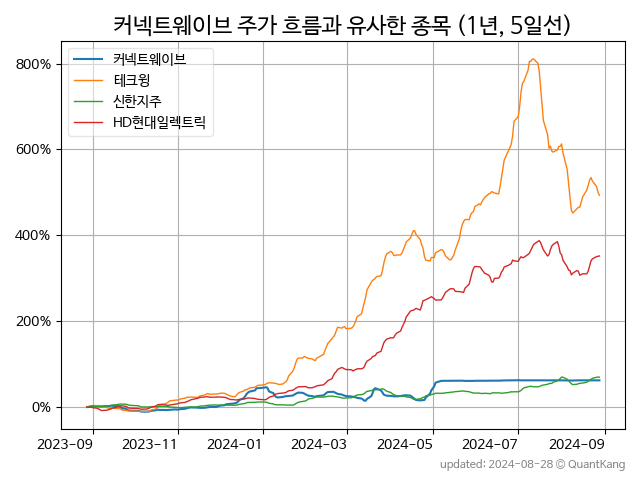 커넥트웨이브 주가 흐름과 유사한 종목 (1년, 5일선)
커넥트웨이브
테크윙
신한지주
HD현대일렉트릭
800%
600%
400%
200%
0%
2023-09 2023-11 2024-01 2024-03 2024-05 2024-07 2024-09
updated: 2024-08-28 © QuantKang